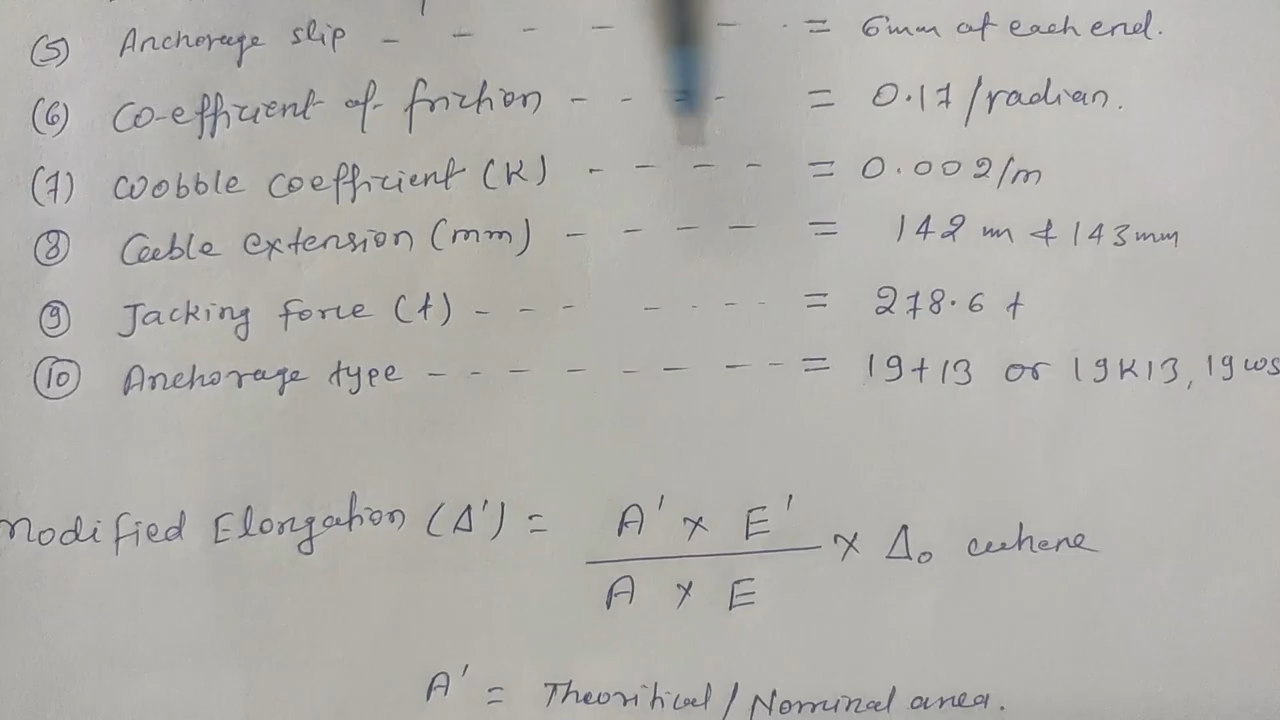 (5) Anchorage slip - - - - - - = 6mm at each end.
(6) Co-efficient of friction - - - - = 0.17/radian.
(7) Wobble coefficient (K) - - - - = 0.002/m
(8) Cable extension (mm) - - - - = 142 m & 143mm
(9) Jacking force (t) - - - - - - - = 278.6 t
(10) Anchorage type - - - - - - - - = 19t13 or 19K13, 19ws
Modified Elongation (Δ') = A' × E' / A × E × Δ₀ where
A' = Theoritical/Nominal area.